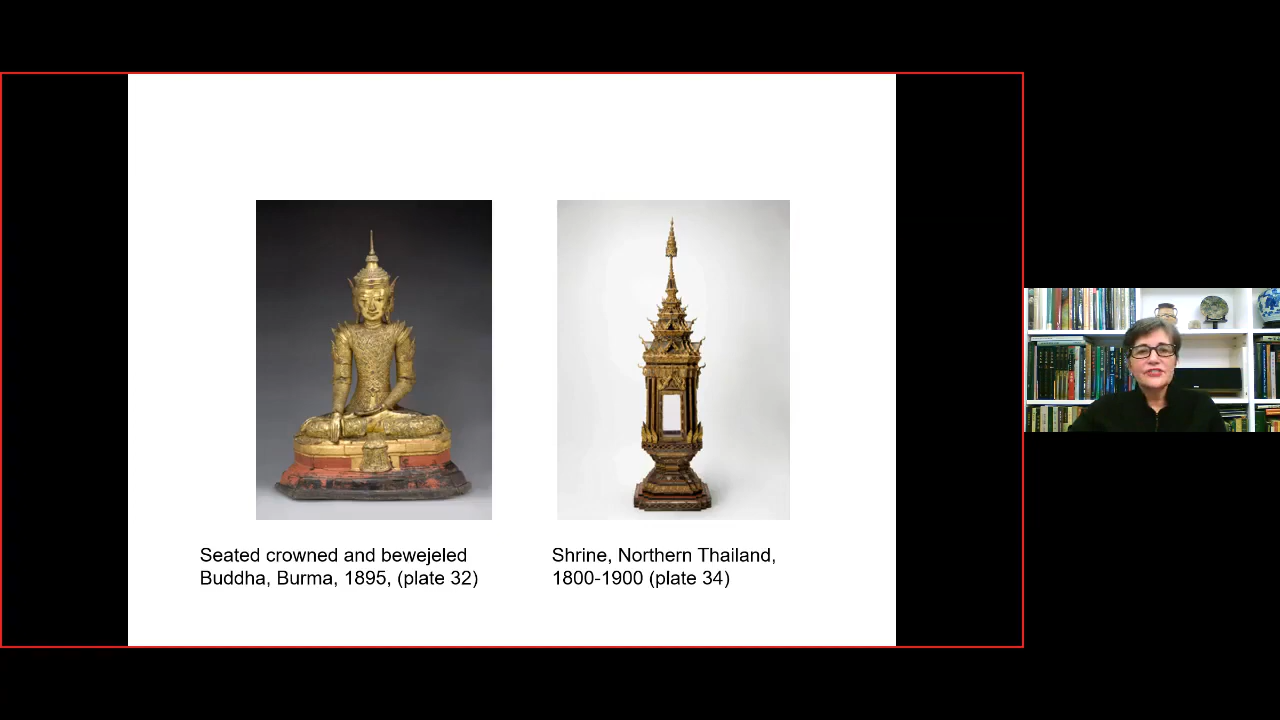 Seated crowned and bewejeled
Buddha, Burma, 1895, (plate 32)
Shrine, Northern Thailand,
1800-1900 (plate 34)